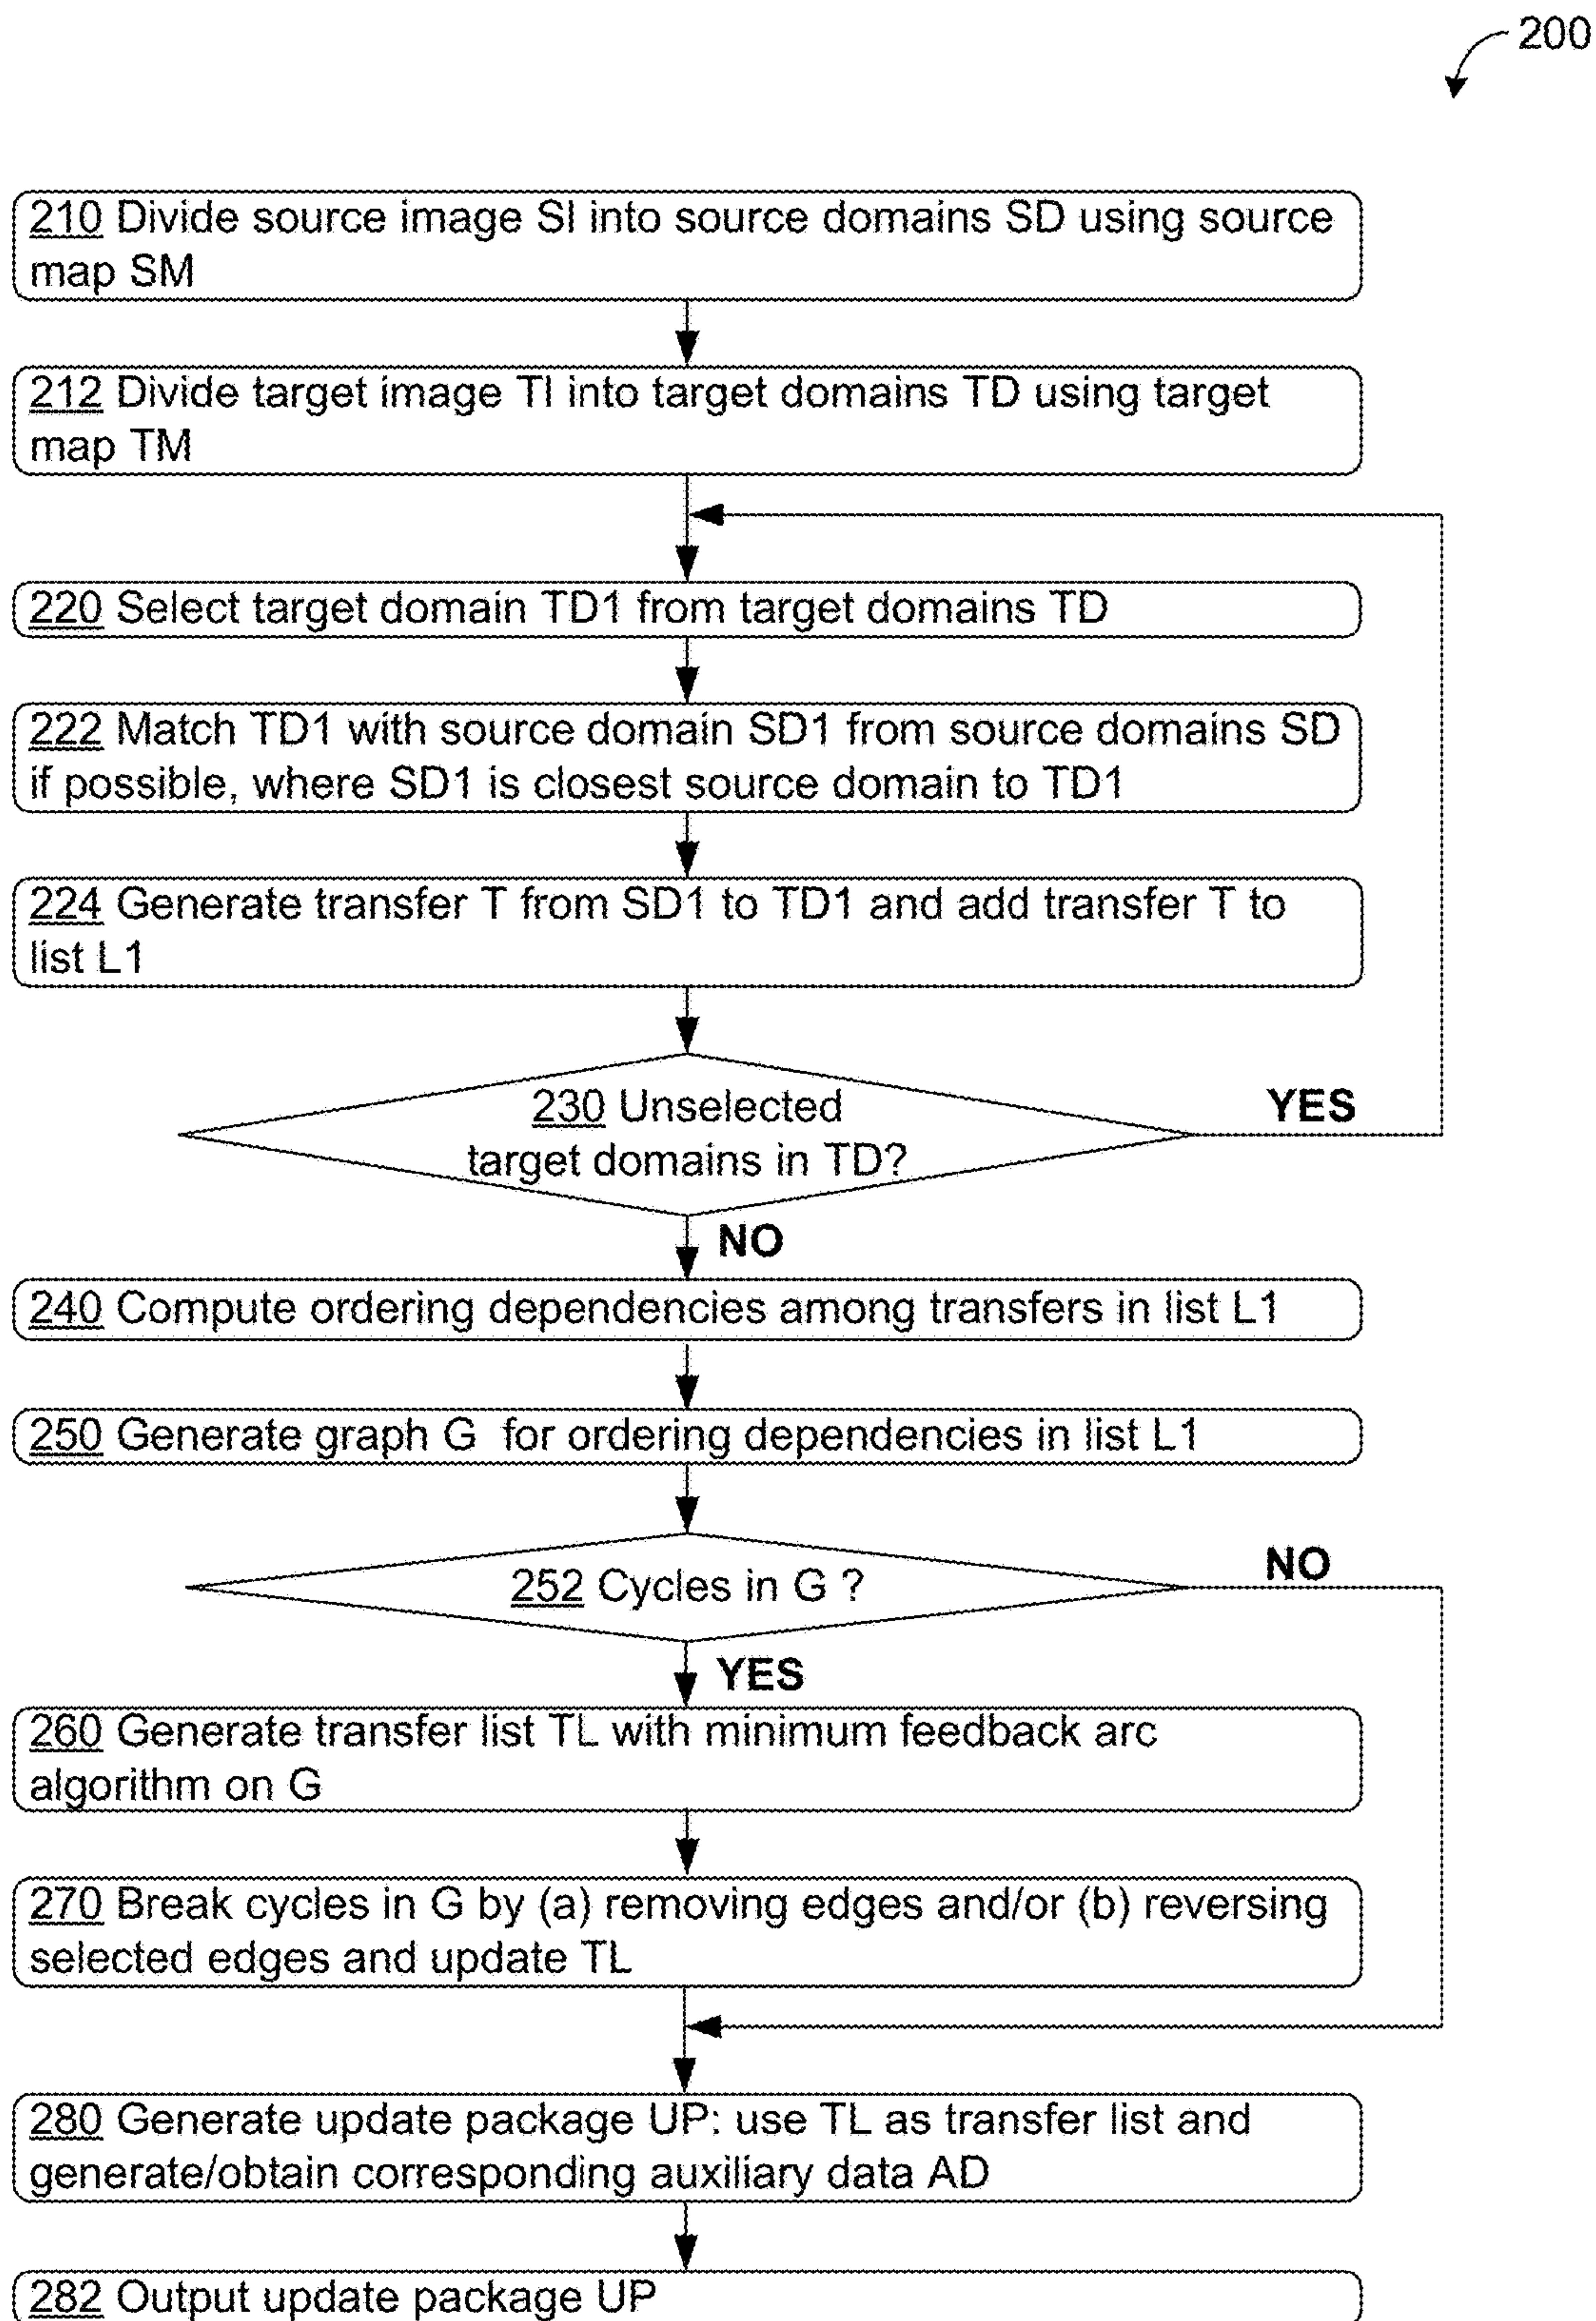 200
210 Divide source image SI into source domains SD using source
map SM
212 Divide target image TI into target domains TD using target
map TM
220 Select target domain TD1 from target domains TD
222 Match TD1 with source domain SD1 from source domains SD
if possible, where SD1 is closest source domain to TD1
224 Generate transfer T from SD1 to TD1 and add transfer T to
list L1
230 Unselected
target domains in TD?
YES
NO
240 Compute ordering dependencies among transfers in list L1
250 Generate graph G for ordering dependencies in list L1
252 Cycles in G ?
NO
YES
260 Generate transfer list TL with minimum feedback arc
algorithm on G
270 Break cycles in G by (a) removing edges and/or (b) reversing
selected edges and update TL
280 Generate update package UP: use TL as transfer list and
generate/obtain corresponding auxiliary data AD
282 Output update package UP